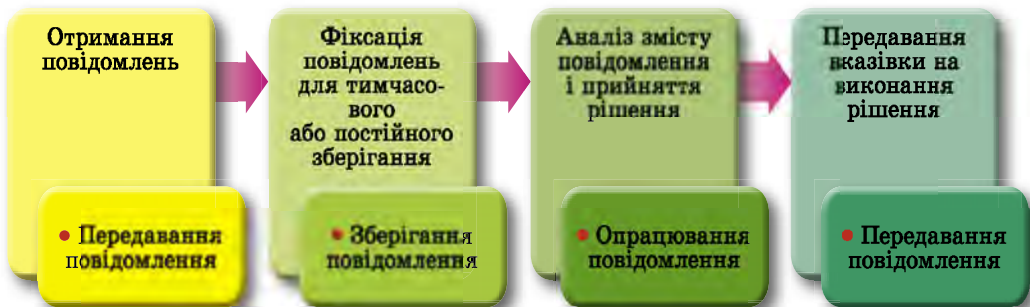 Отримання
повідомлень
Фіксація
повідомлень
для тимчасо-
вого
або постійного
зберігання
Аналіз змісту
повідомлення
і прийняття
рішення
Передавання
вказівки на
виконання
рішення
• Передавання
повідомлення
• Зберігання
повідомлення
• Опрацювання
повідомлення
• Передавання
повідомлення